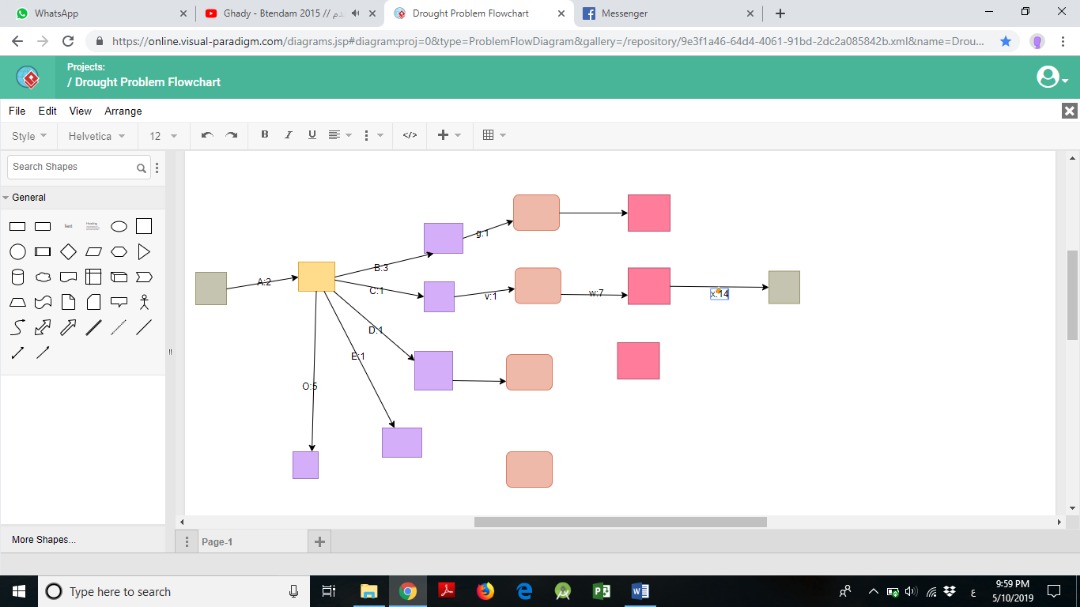 WhatsApp
Ghady - Btendam 2015 //
Drought Problem Flowchart
Messenger
https://online.visual-paradigm.com/diagrams.jsp#diagram:proj=0&type=ProblemFlowDiagram&gallery=/repository/9e3f1a46-64d4-4061-91bd-2dc2a085842b.xml&name=Drou...
Projects:
/ Drought Problem Flowchart
File Edit View Arrange
Style Helvetica 12 B I U </>
Search Shapes
General
Text
Heading
g:1
B:3
A:2
C:1
v:1
w:7
x:14
D:1
E:1
O:5
More Shapes...
Page-1
Type here to search
ع
9:59 PM
5/10/2019